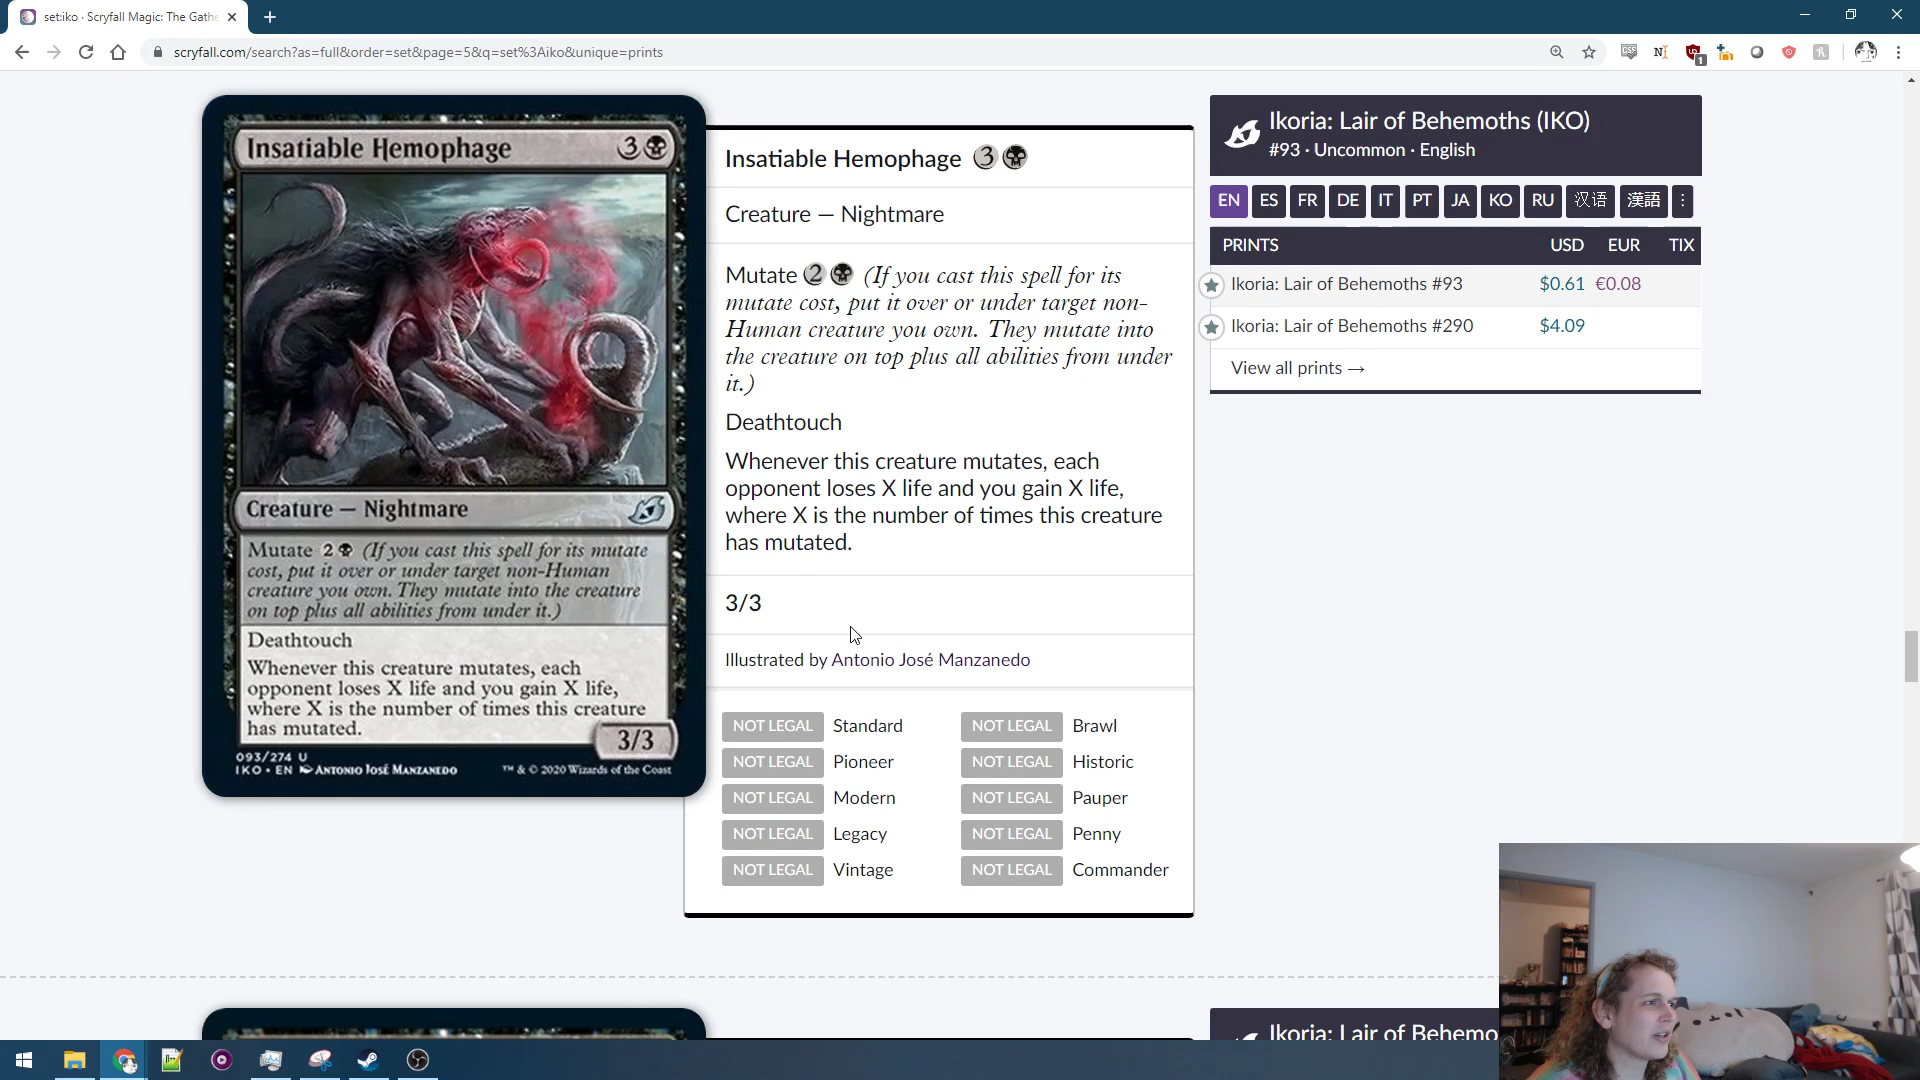 set:iko · Scryfall Magic: The Gathe
scryfall.com/search?as=full&order=set&page=5&q=set%3Aiko&unique=prints
Insatiable Hemophage 3
Creature — Nightmare
Mutate 2 (If you cast this spell for its mutate
cost, put it over or under target non-Human
creature you own. They mutate into the creature
on top plus all abilities from under it.)
Deathtouch
Whenever this creature mutates, each
opponent loses X life and you gain X life,
where X is the number of times this creature
has mutated.
3/3
093/274 U
IKO • EN Antonio José Manzanedo
™ & © 2020 Wizards of the Coast
Insatiable Hemophage 3
Creature — Nightmare
Mutate 2 (If you cast this spell for its
mutate cost, put it over or under target non-
Human creature you own. They mutate into
the creature on top plus all abilities from under
it.)
Deathtouch
Whenever this creature mutates, each
opponent loses X life and you gain X life,
where X is the number of times this creature
has mutated.
3/3
Illustrated by Antonio José Manzanedo
NOT LEGAL Standard NOT LEGAL Brawl
NOT LEGAL Pioneer NOT LEGAL Historic
NOT LEGAL Modern NOT LEGAL Pauper
NOT LEGAL Legacy NOT LEGAL Penny
NOT LEGAL Vintage NOT LEGAL Commander
Ikoria: Lair of Behemoths (IKO)
#93 · Uncommon · English
EN ES FR DE IT PT JA KO RU 汉语 漢語
PRINTS USD EUR TIX
Ikoria: Lair of Behemoths #93 $0.61 €0.08
Ikoria: Lair of Behemoths #290 $4.09
View all prints →
Ikoria: Lair of Behemo